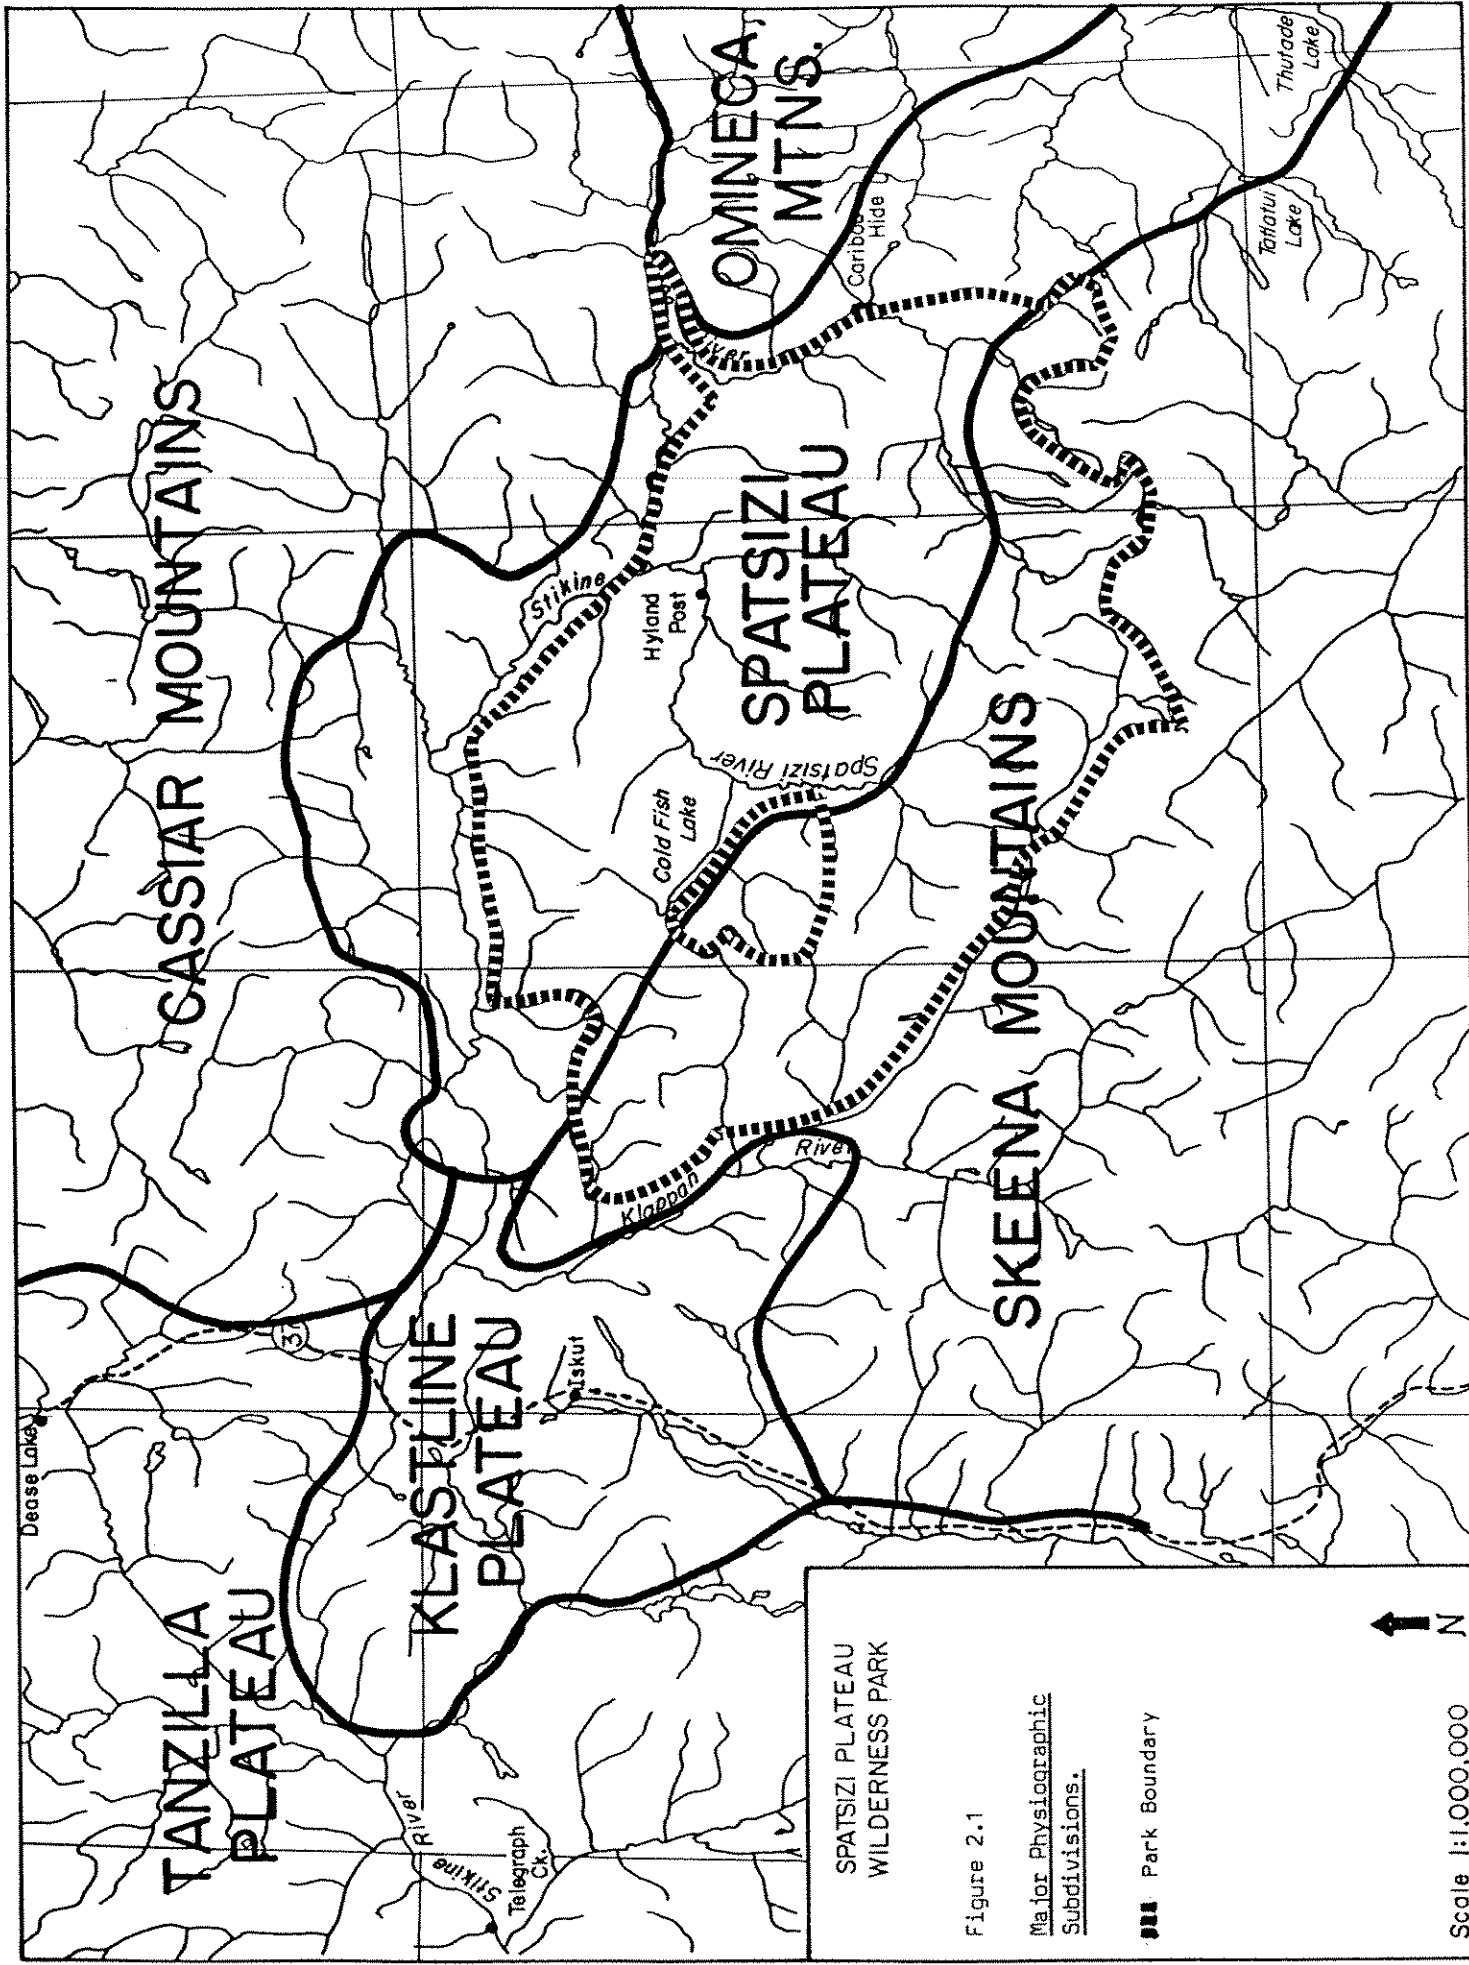 Dease Lake
TANZILLA
PLATEAU
CASSIAR MOUNTAINS
37
Stikine River
Telegraph
Ck.
KLASTLINE
PLATEAU
Iskut
Klappan River
Stikine
River
Hyland
Post
Cold Fish
Lake
Spatsizi River
SPATSIZI
PLATEAU
OMINECA
MTNS.
Caribou
Hide
SKEENA MOUNTAINS
Tatlatui
Lake
Thutade
Lake
SPATSIZI PLATEAU
WILDERNESS PARK
Figure 2.1
Major Physiographic
Subdivisions.
Park Boundary
Scale 1:1,000,000
N